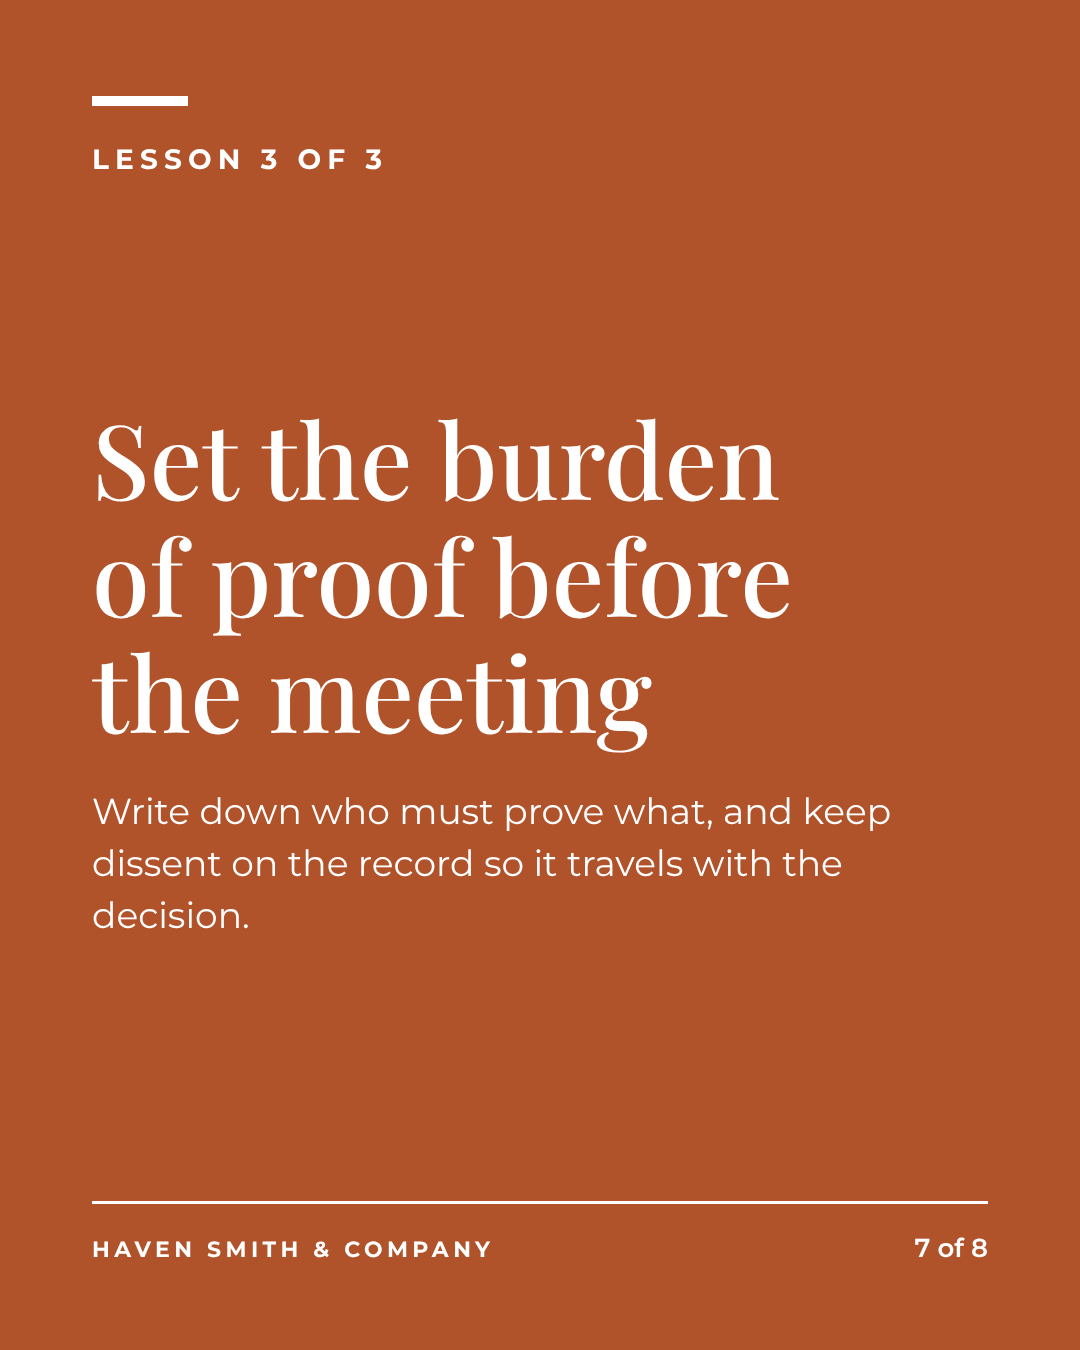 LESSON 3 OF 3
Set the burden
of proof before
the meeting
Write down who must prove what, and keep
dissent on the record so it travels with the
decision.
HAVEN SMITH & COMPANY
7 of 8